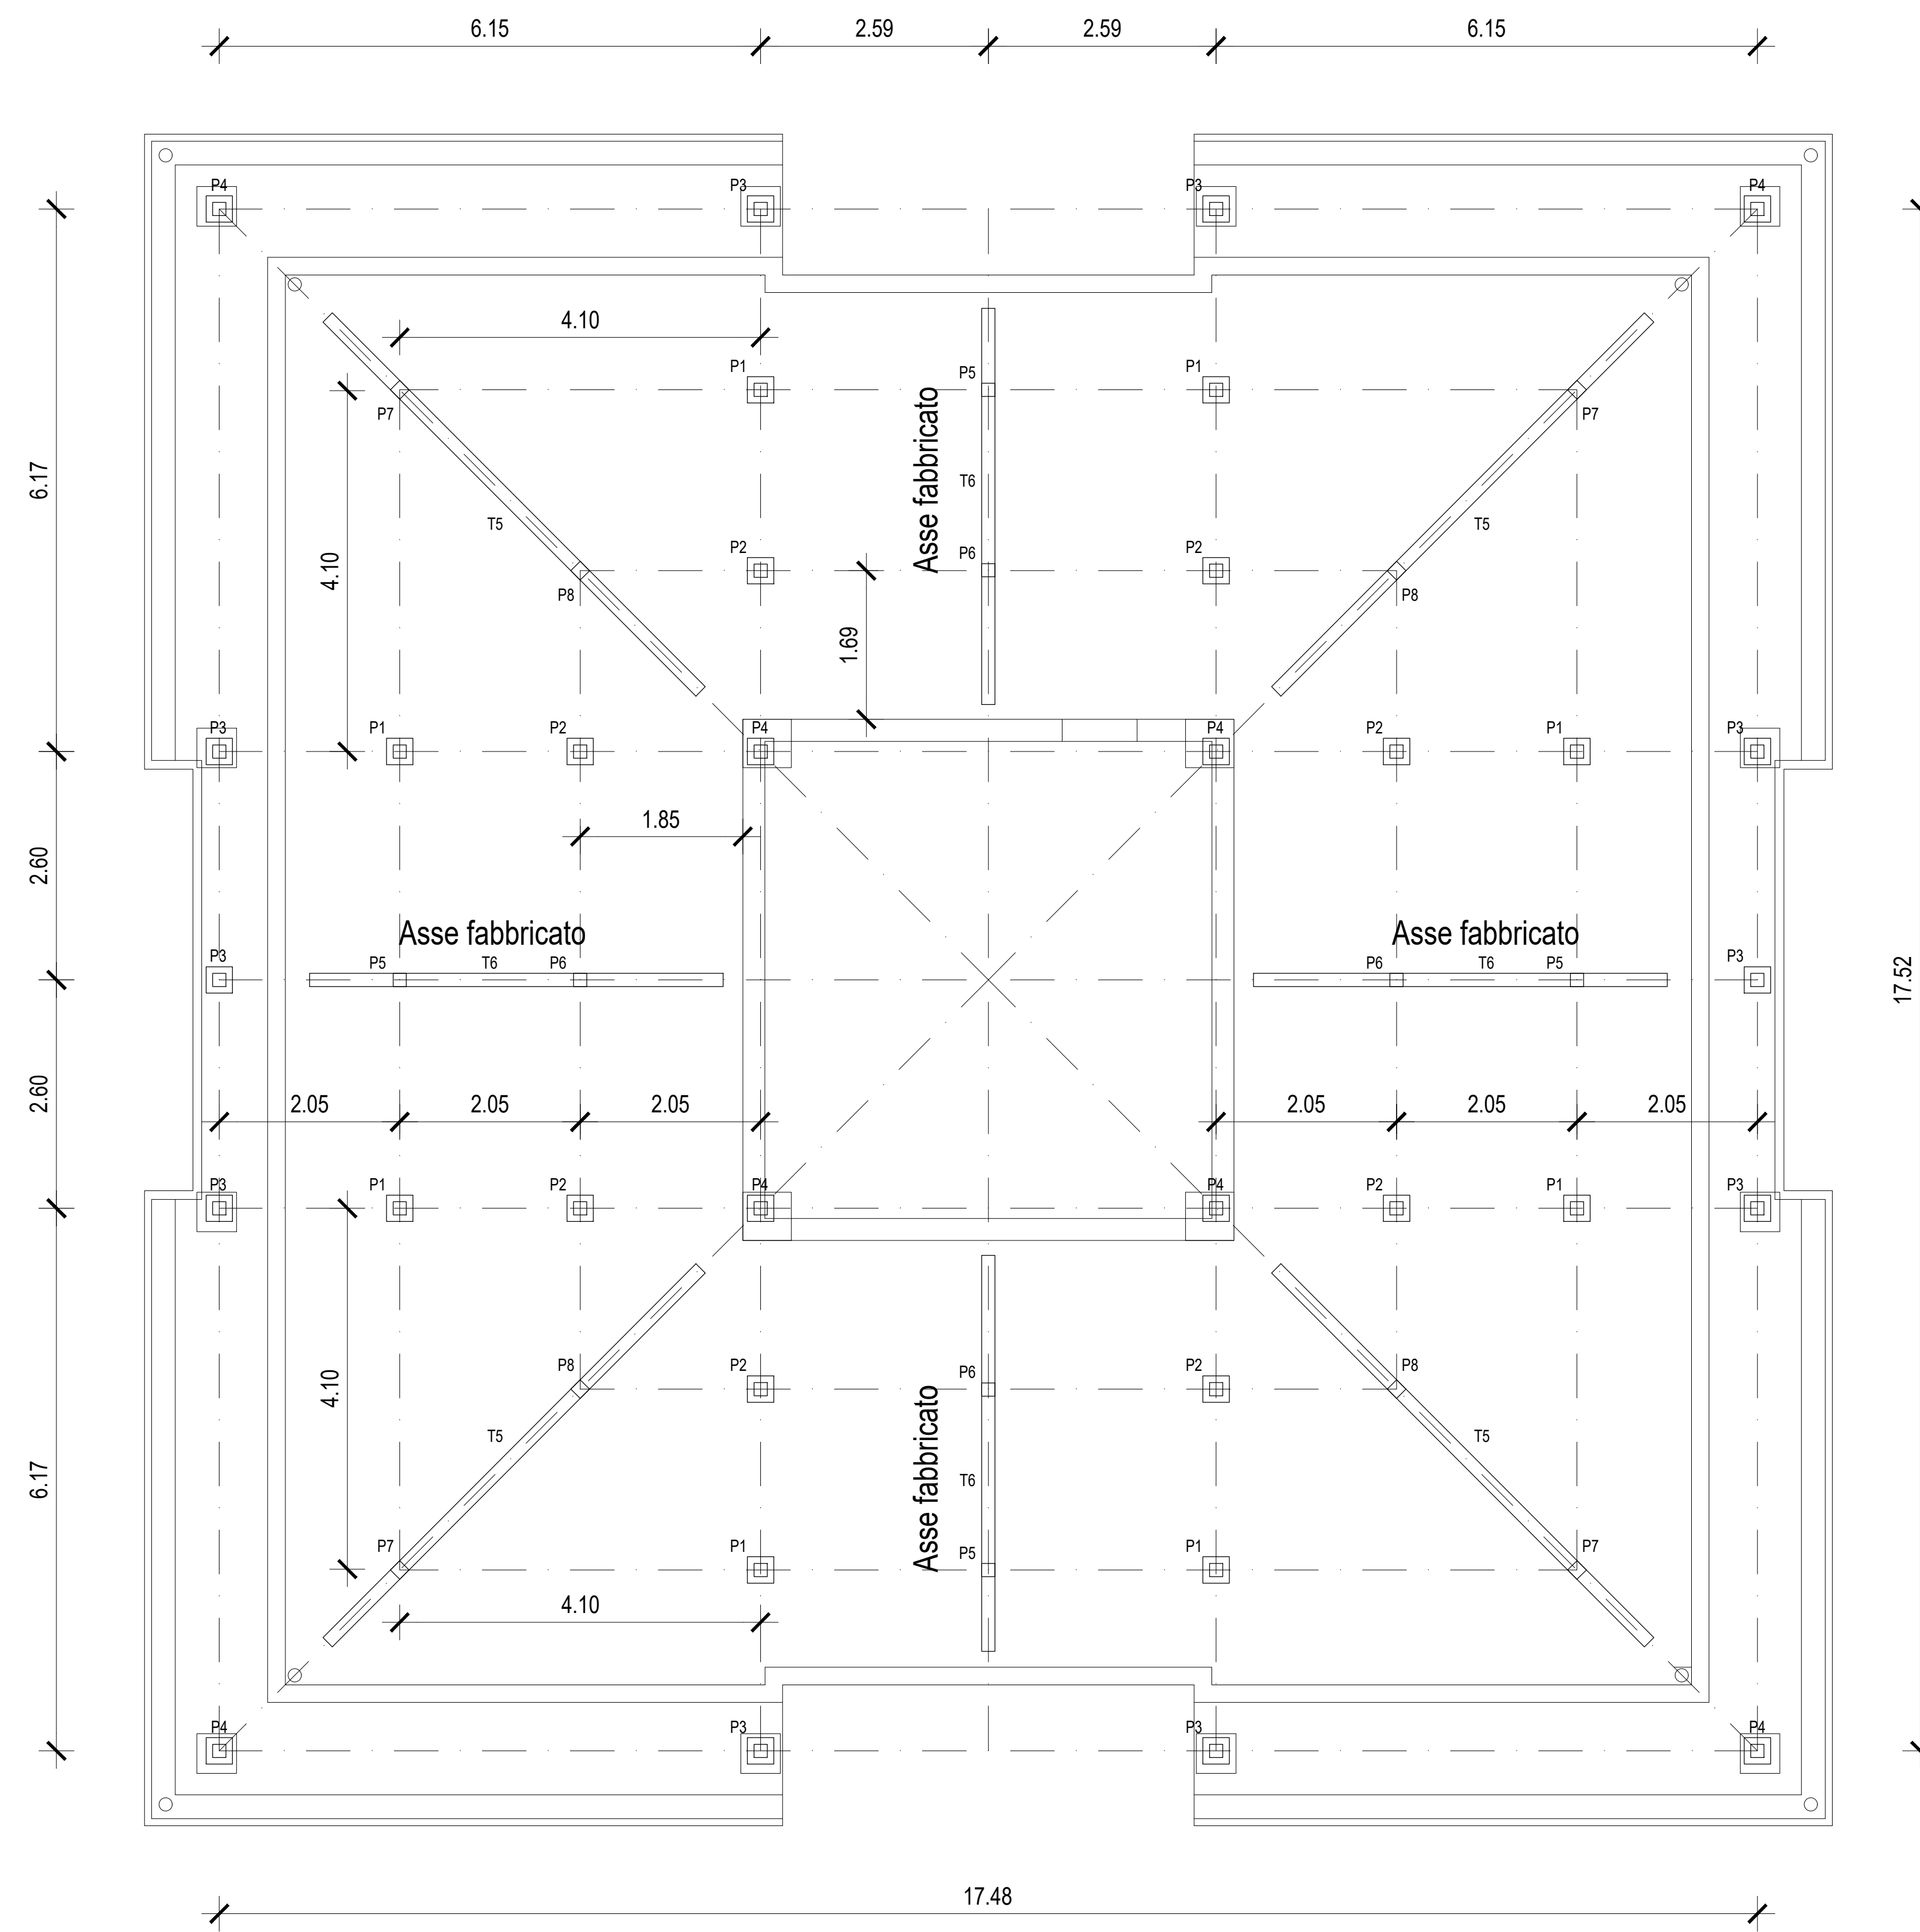 6.15 2.59 2.59 6.15
P4 P3 P3 P4
4.10
P1 P5 P1
P7 P7
Asse fabbricato
6.17
T6
T5 T5
4.10
P2 P6 P2
P8 P8
1.69
P3 P1 P2 P4 P4 P2 P1 P3
1.85
2.60
Asse fabbricato Asse fabbricato
P3 P5 T6 P6 P6 T6 P5 P3
17.52
2.60
2.05 2.05 2.05 2.05 2.05 2.05
P3 P1 P2 P4 P4 P2 P1 P3
P8 P2 P6 P2 P8
4.10
T5 T5
Asse fabbricato
6.17
T6
P7 P1 P5 P1 P7
4.10
P4 P3 P3 P4
17.48